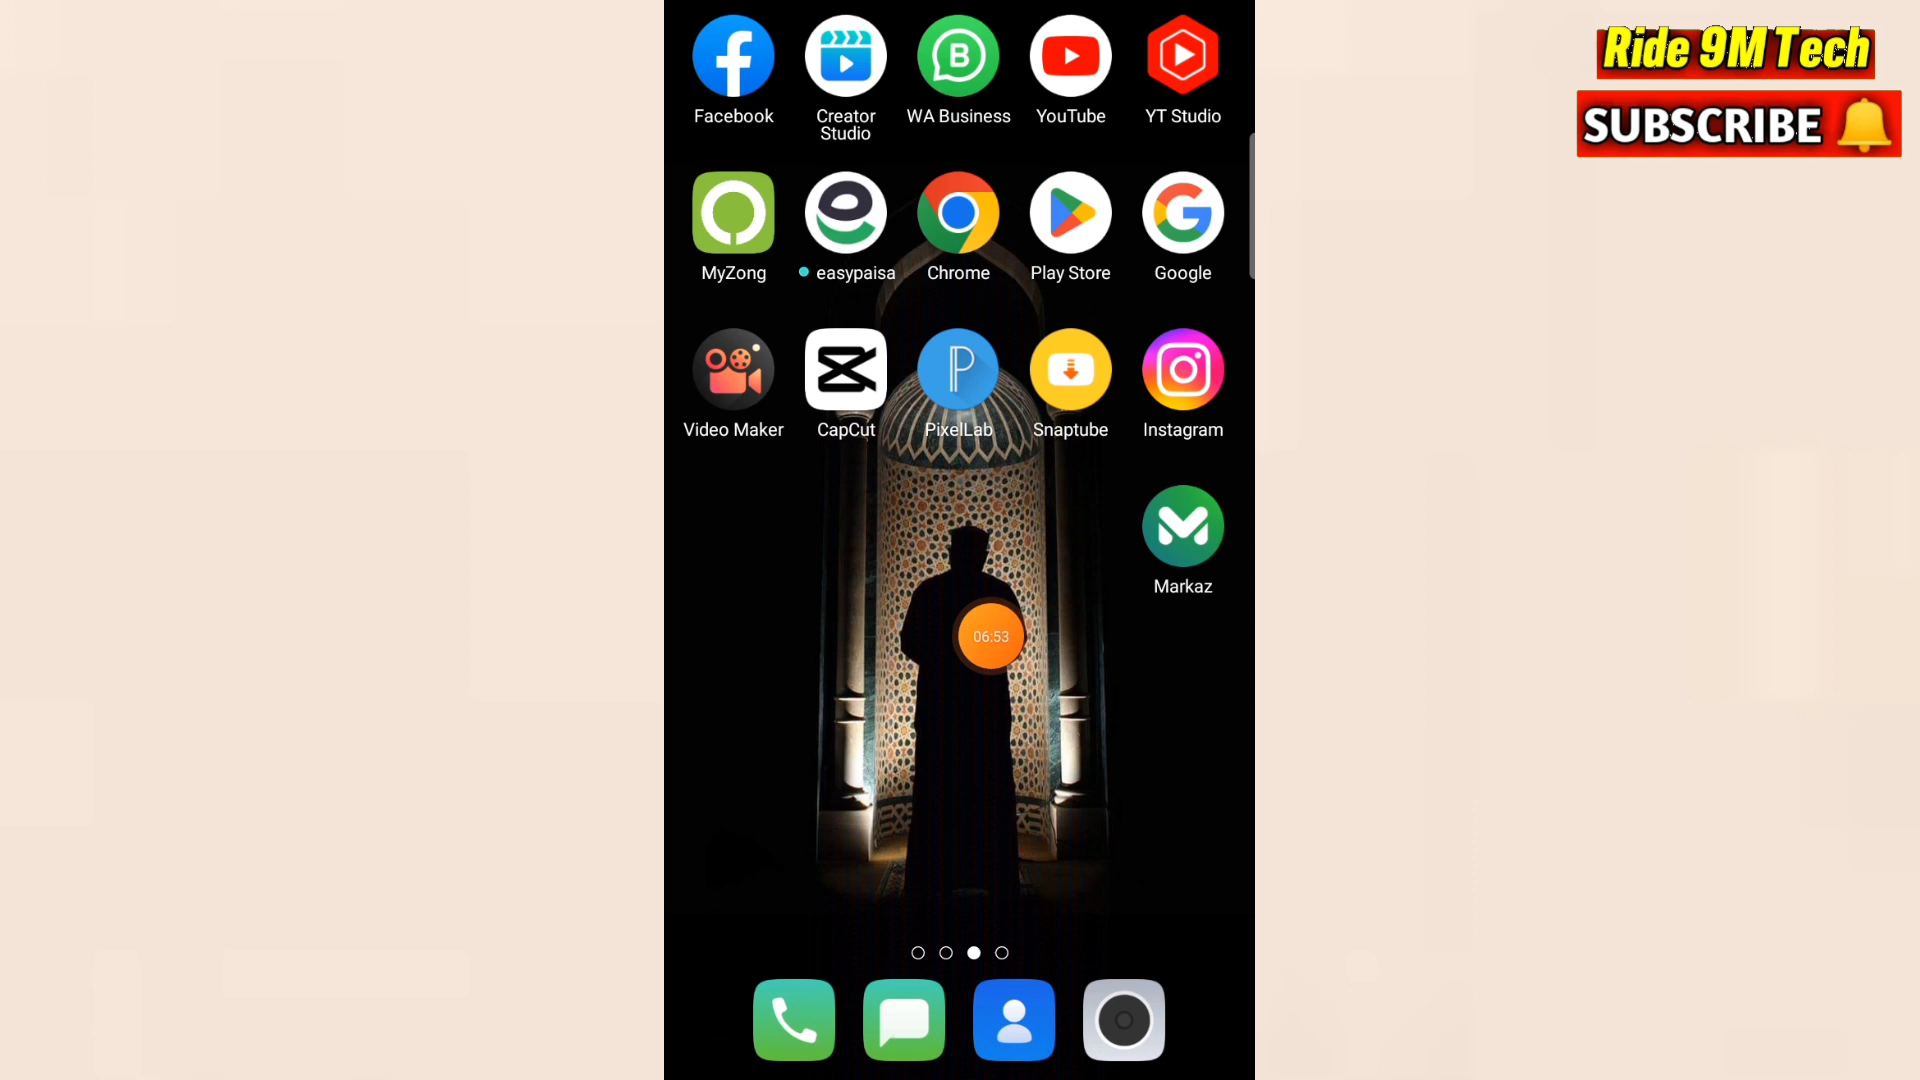 Ride 9M Tech
SUBSCRIBE
Facebook
Creator
Studio
WA Business
YouTube
YT Studio
MyZong
easypaisa
Chrome
Play Store
Google
Video Maker
CapCut
PixelLab
Snaptube
Instagram
Markaz
06:53